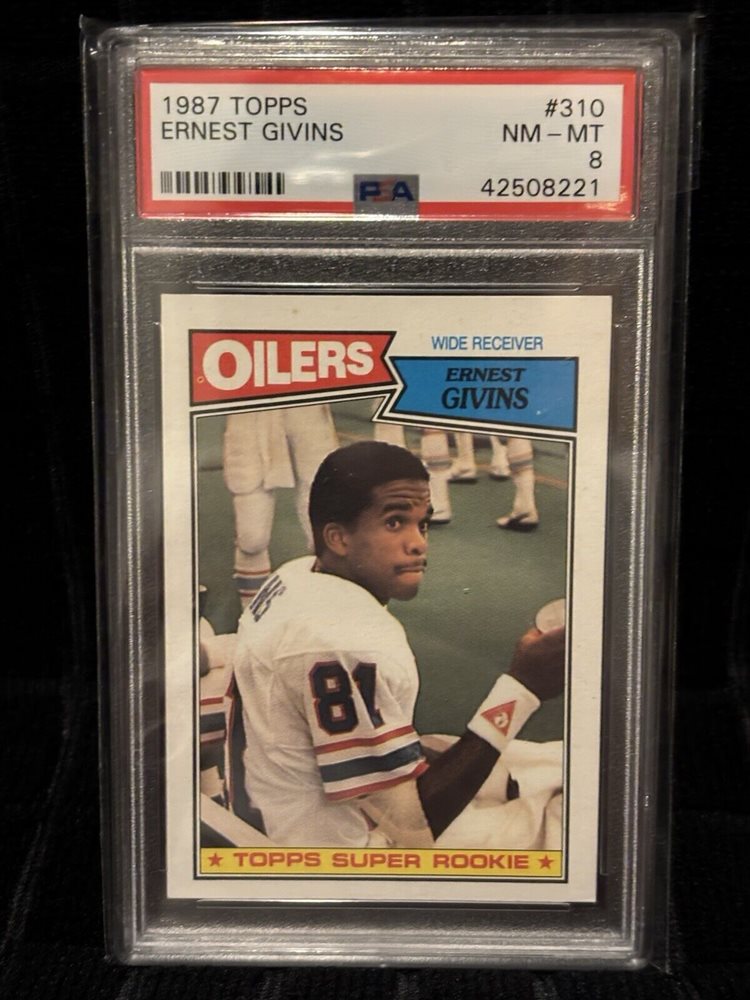 1987 TOPPS #310
ERNEST GIVINS NM - MT
8
PSA 42508221
OILERS
WIDE RECEIVER
ERNEST
GIVINS
81
★ TOPPS SUPER ROOKIE ★